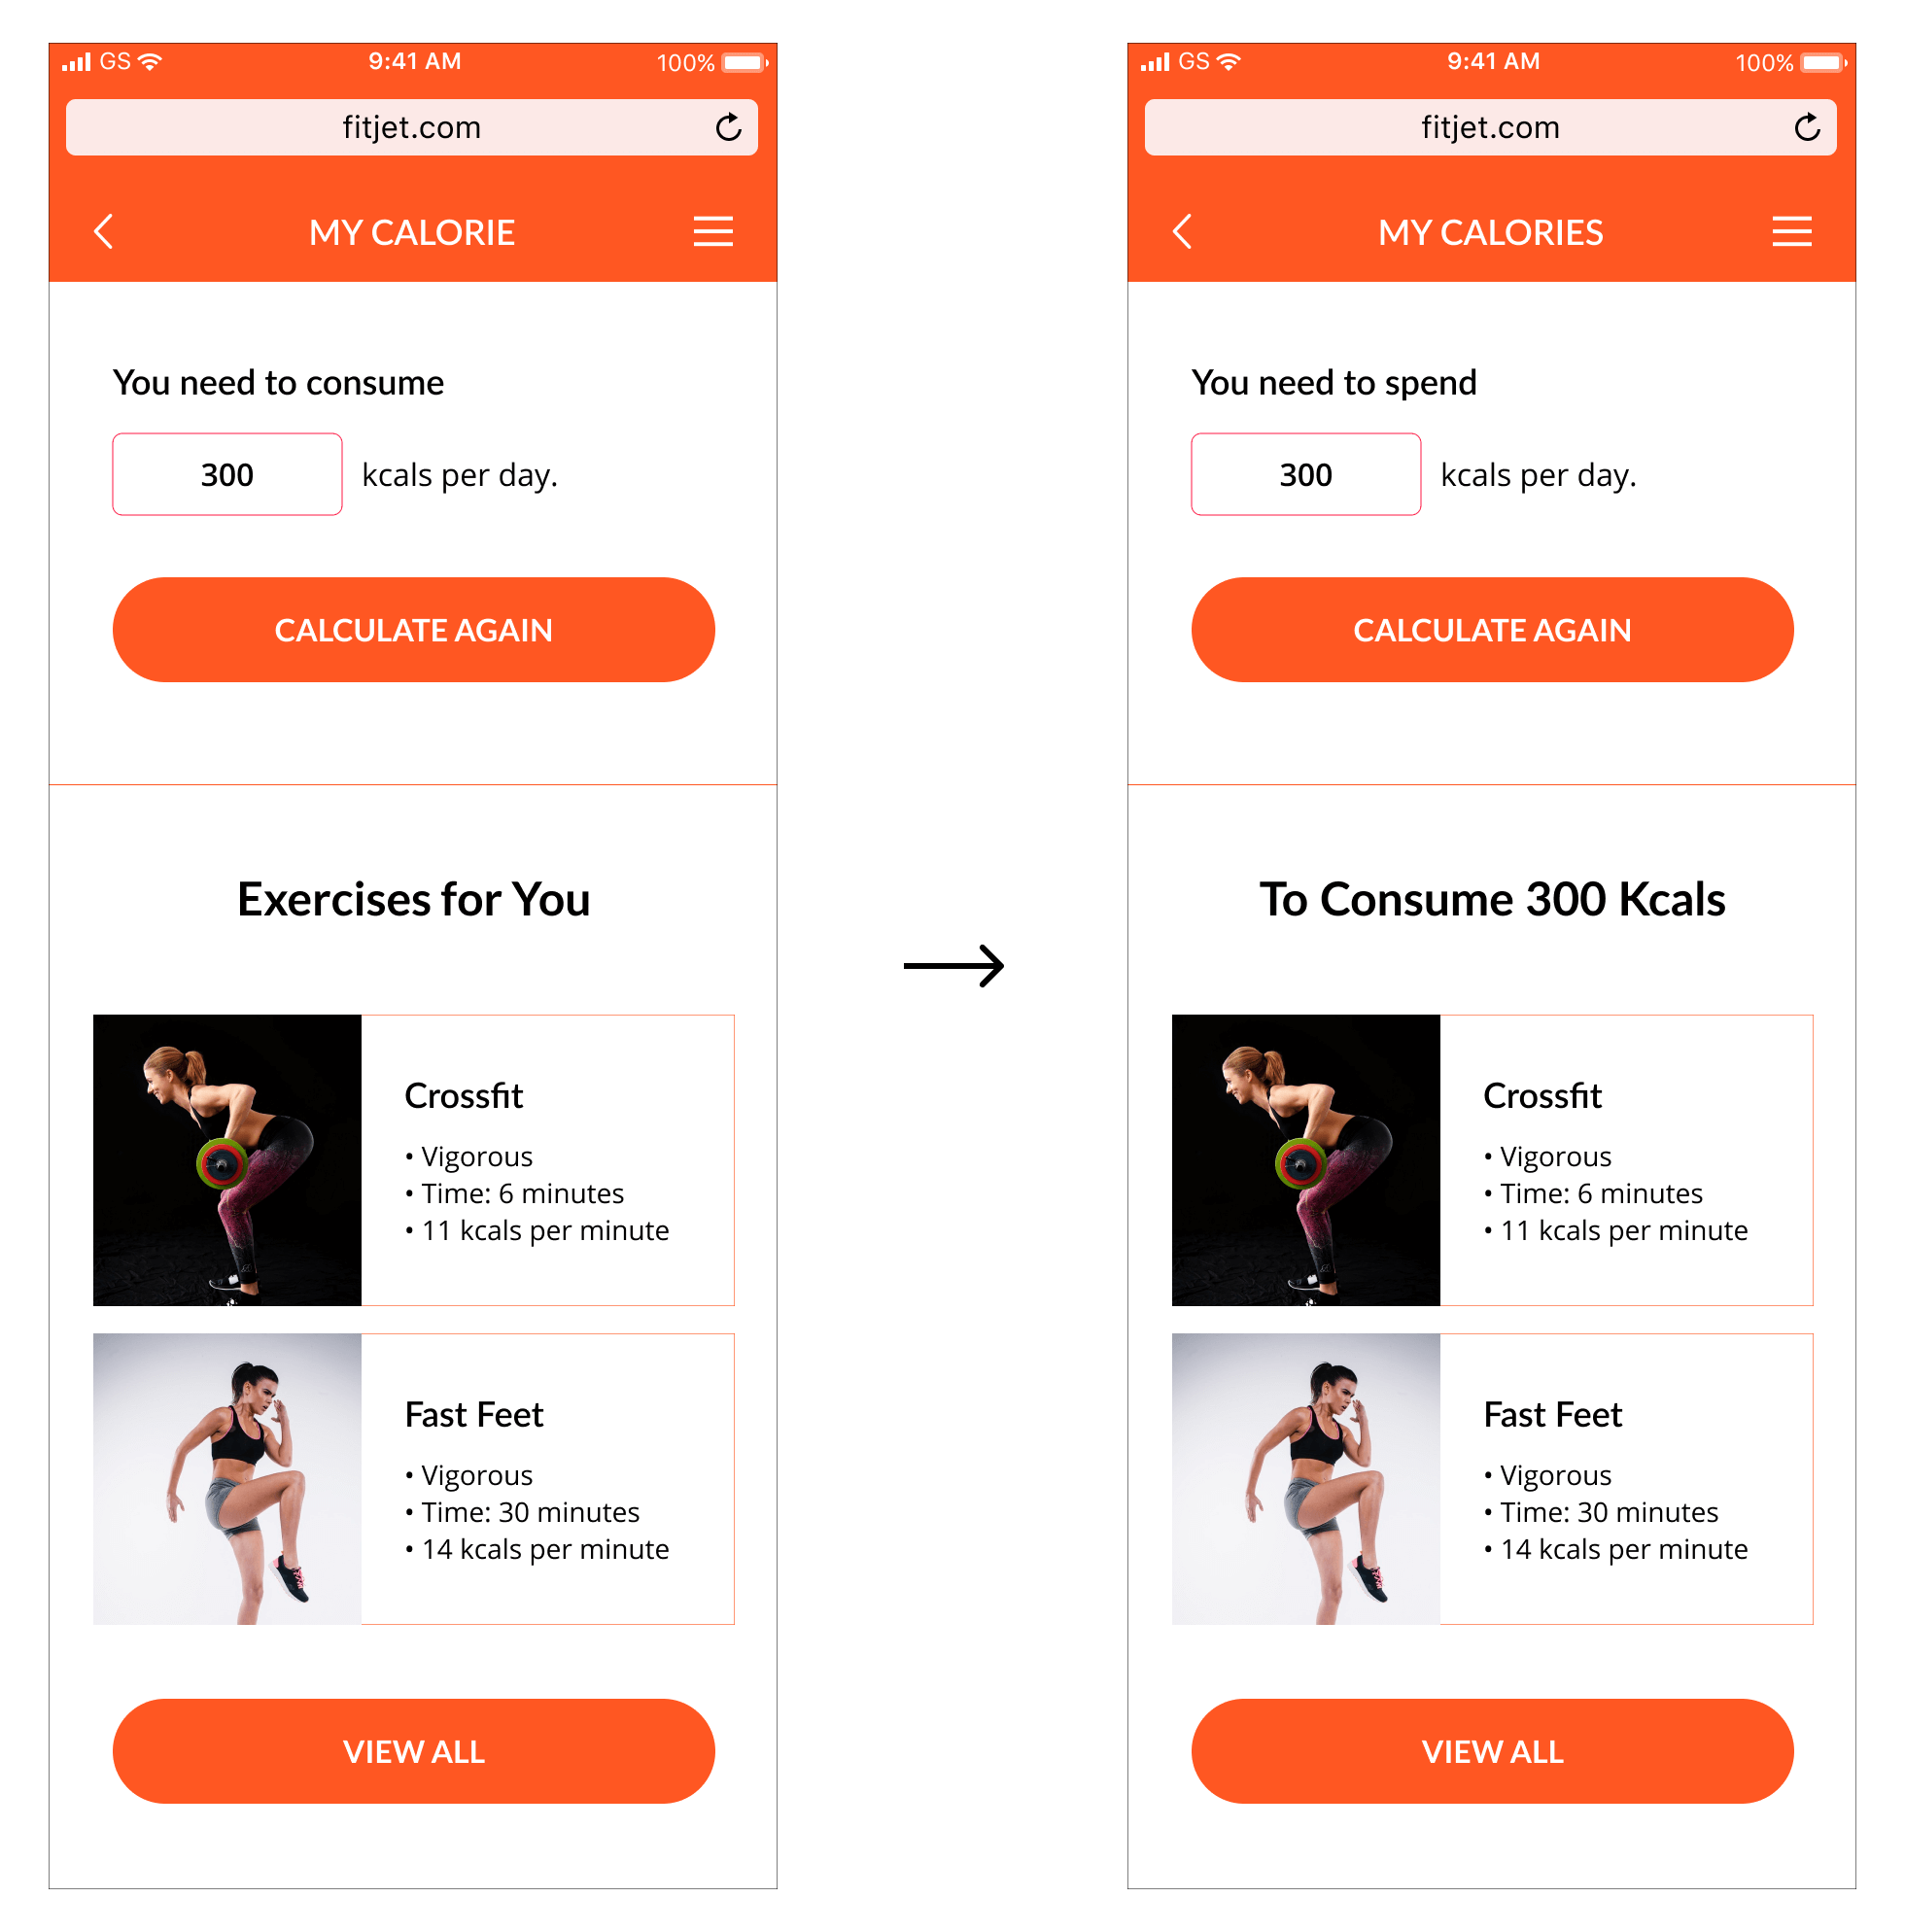 GS 9:41 AM 100%
fitjet.com
MY CALORIE
You need to consume
300 kcals per day.
CALCULATE AGAIN
Exercises for You
Crossfit
• Vigorous
• Time: 6 minutes
• 11 kcals per minute
Fast Feet
• Vigorous
• Time: 30 minutes
• 14 kcals per minute
VIEW ALL
GS 9:41 AM 100%
fitjet.com
MY CALORIES
You need to spend
300 kcals per day.
CALCULATE AGAIN
To Consume 300 Kcals
Crossfit
• Vigorous
• Time: 6 minutes
• 11 kcals per minute
Fast Feet
• Vigorous
• Time: 30 minutes
• 14 kcals per minute
VIEW ALL